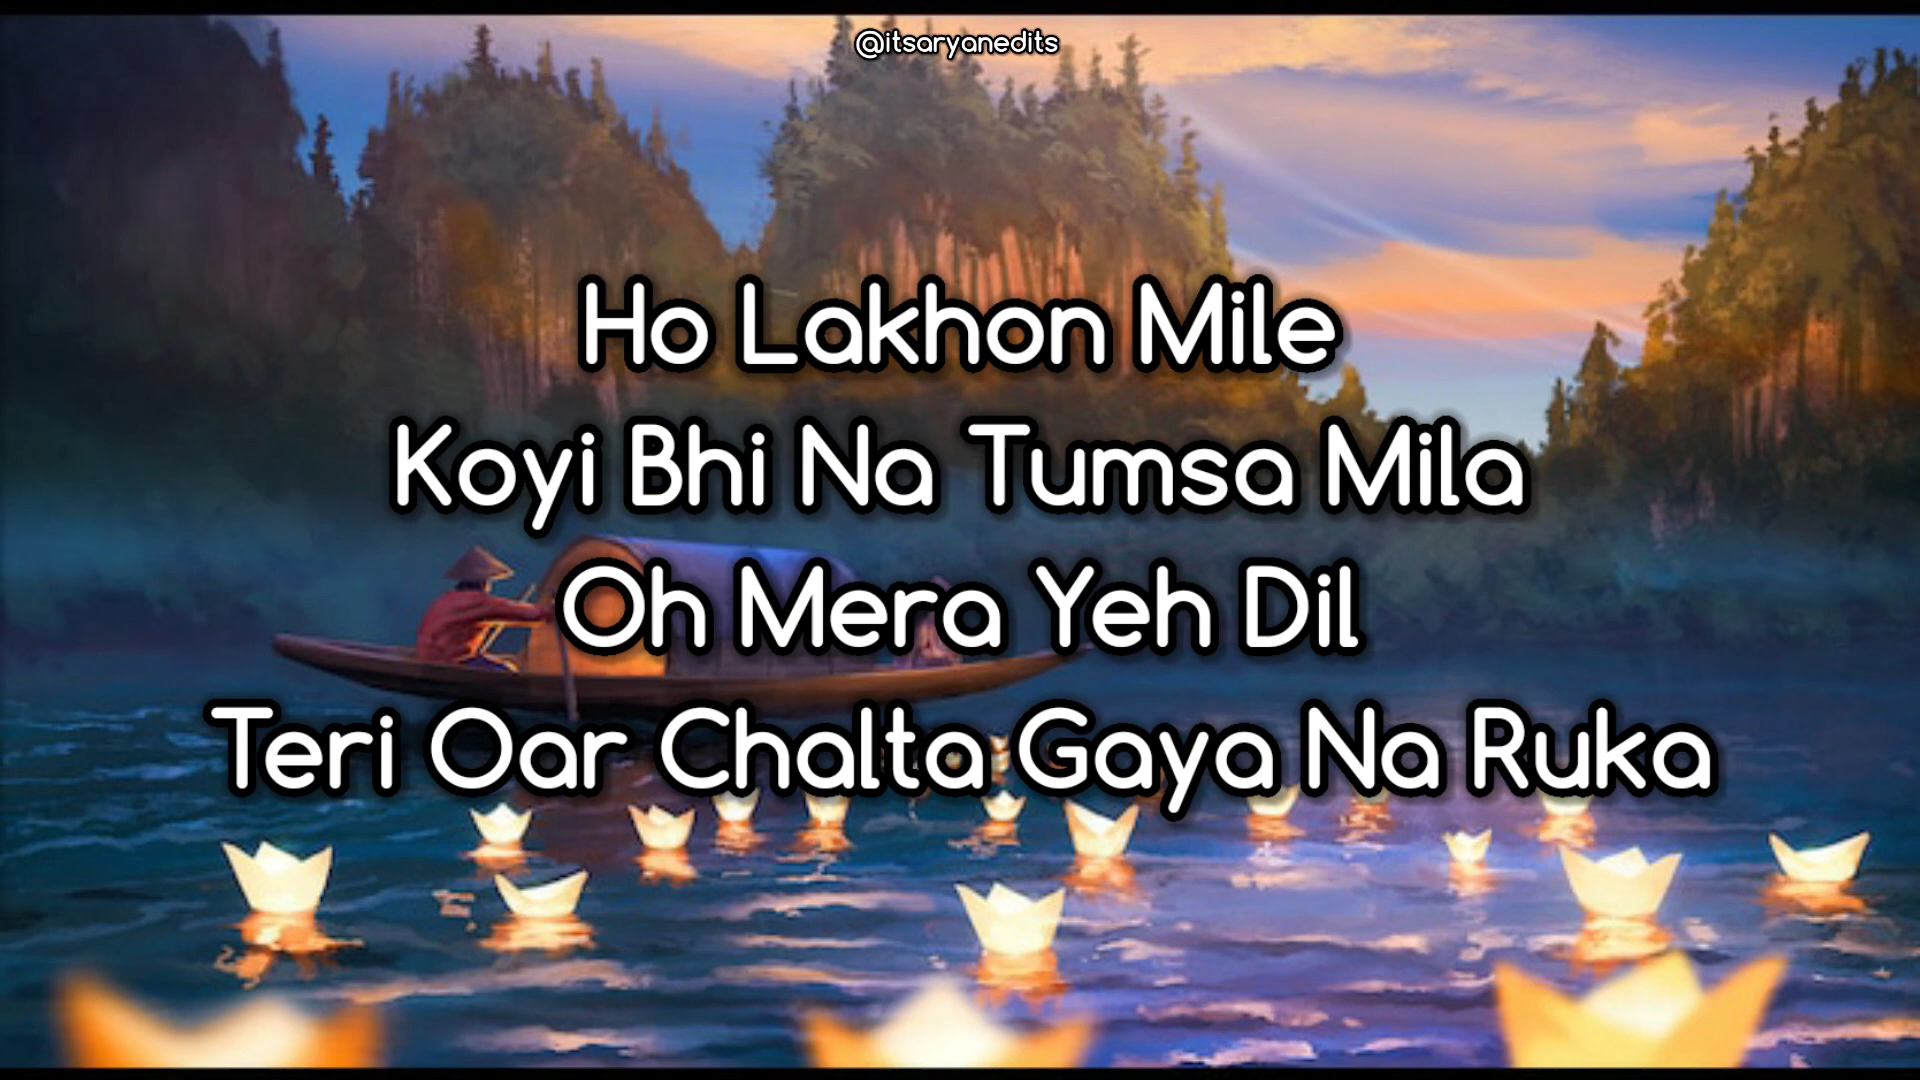 @itsaryanedits
Ho Lakhon Mile
Koyi Bhi Na Tumsa Mila
Oh Mera Yeh Dil
Teri Oar Chalta Gaya Na Ruka